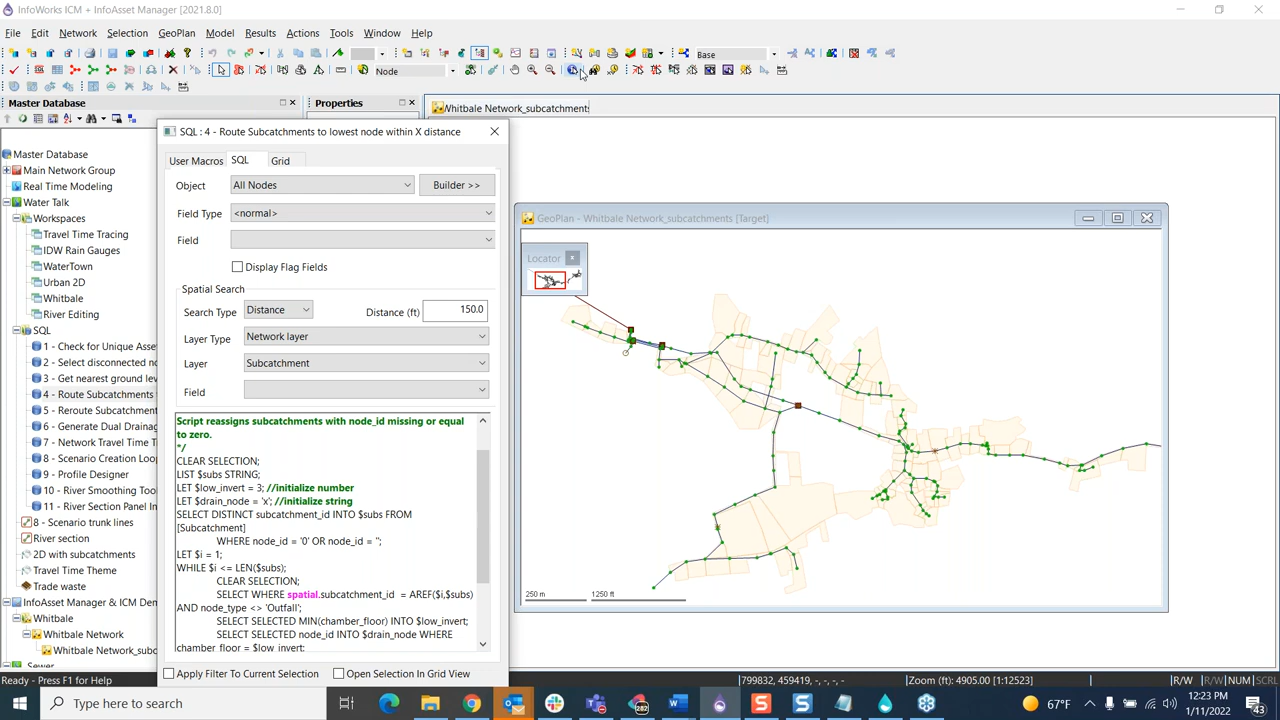 InfoWorks ICM + InfoAsset Manager [2021.8.0]
File Edit Network Selection GeoPlan Model Results Actions Tools Window Help
Base
Node
Master Database
Properties
Whitbale Network_subcatchments
Master Database
Main Network Group
Real Time Modeling
Water Talk
Workspaces
Travel Time Tracing
IDW Rain Gauges
WaterTown
Urban 2D
Whitbale
River Editing
SQL
1 - Check for Unique Asse
2 - Select disconnected no
3 - Get nearest ground lev
4 - Route Subcatchments
5 - Reroute Subcatchment
6 - Generate Dual Drainag
7 - Network Travel Time T
8 - Scenario Creation Loop
9 - Profile Designer
10 - River Smoothing Tool
11 - River Section Panel In
8 - Scenario trunk lines
River section
2D with subcatchments
Travel Time Theme
Trade waste
InfoAsset Manager & ICM Dem
Whitbale
Whitbale Network
Whitbale Network_subc
Sewer
SQL : 4 - Route Subcatchments to lowest node within X distance
User Macros SQL Grid
Object All Nodes Builder >>
Field Type <normal>
Field
Display Flag Fields
Spatial Search
Search Type Distance Distance (ft) 150.0
Layer Type Network layer
Layer Subcatchment
Field
Script reassigns subcatchments with node_id missing or equal
to zero.
*/
CLEAR SELECTION;
LIST $subs STRING;
LET $low_invert = 3; //initialize number
LET $drain_node = 'x'; //initialize string
SELECT DISTINCT subcatchment_id INTO $subs FROM
[Subcatchment]
WHERE node_id = '0' OR node_id = '';
LET $i = 1;
WHILE $i <= LEN($subs);
CLEAR SELECTION;
SELECT WHERE spatial.subcatchment_id = AREF($i,$subs)
AND node_type <> 'Outfall';
SELECT SELECTED MIN(chamber_floor) INTO $low_invert;
SELECT SELECTED node_id INTO $drain_node WHERE
chamber_floor = $low_invert;
Apply Filter To Current Selection Open Selection In Grid View
GeoPlan - Whitbale Network_subcatchments [Target]
Locator
250 m 1250 ft
Ready - Press F1 for Help
799832, 459419, -, -, -, -
Zoom (ft): 4905.00 [1:12523]
R/W R/W NUM SCRL
Type here to search
67°F
12:23 PM
1/11/2022